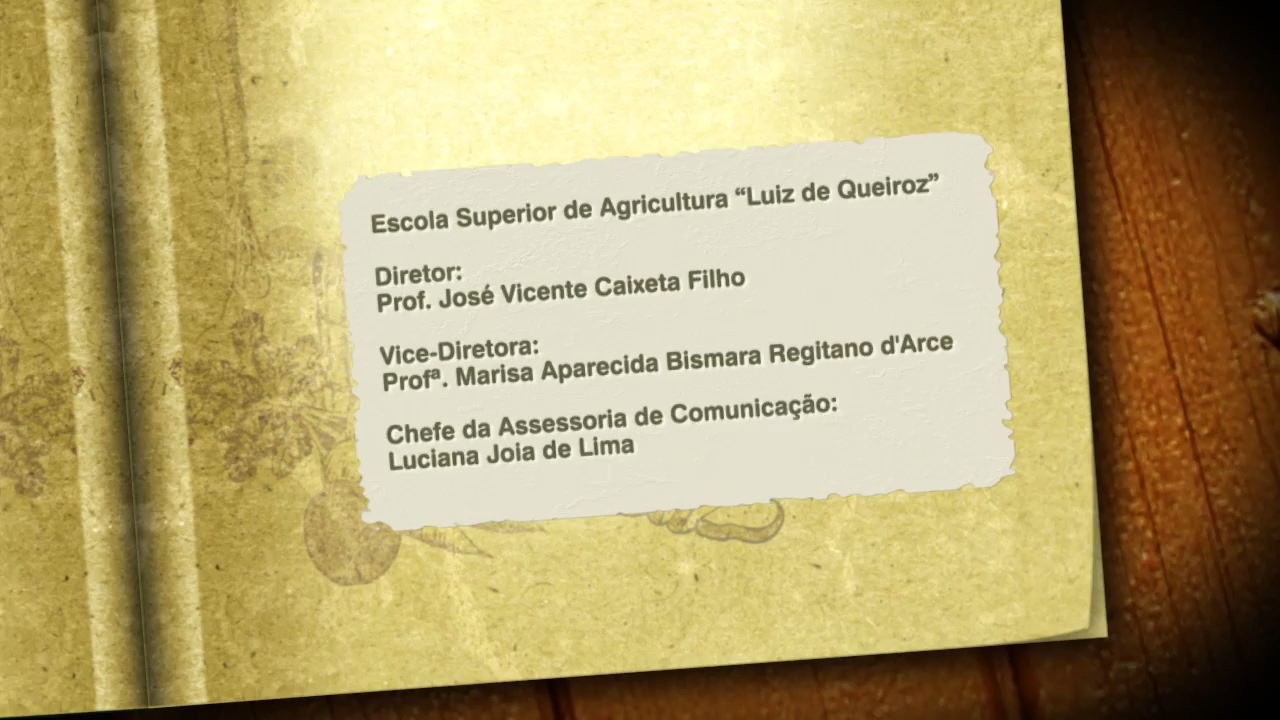 Escola Superior de Agricultura “Luiz de Queiroz”
Diretor:
Prof. José Vicente Caixeta Filho
Vice-Diretora:
Profª. Marisa Aparecida Bismara Regitano d'Arce
Chefe da Assessoria de Comunicação:
Luciana Joia de Lima